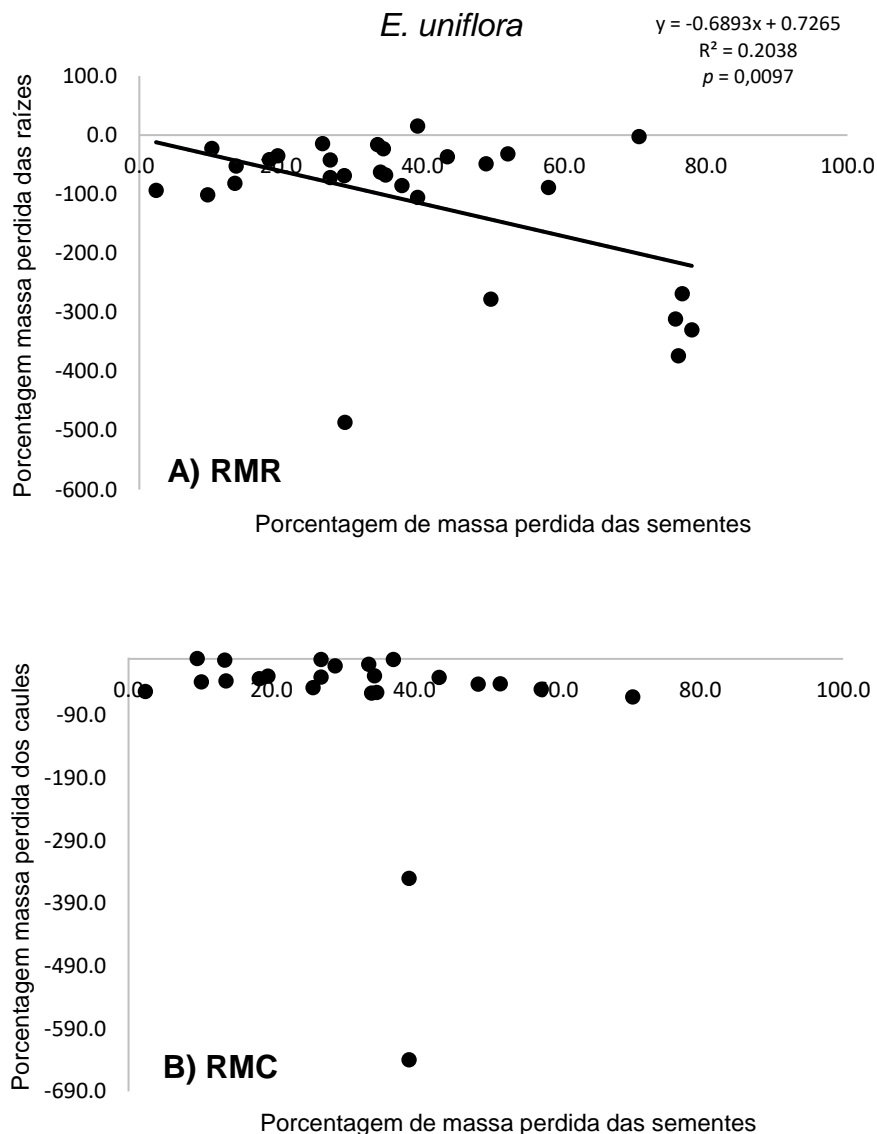 E. uniflora
y = -0.6893x + 0.7265
R² = 0.2038
p = 0,0097
Porcentagem massa perdida das raízes
100.0
0.0
-100.0
-200.0
-300.0
-400.0
-500.0
-600.0
0.0 20.0 40.0 60.0 80.0 100.0
A) RMR
Porcentagem de massa perdida das sementes
Porcentagem massa perdida dos caules
0.0 20.0 40.0 60.0 80.0 100.0
-90.0
-190.0
-290.0
-390.0
-490.0
-590.0
-690.0
B) RMC
Porcentagem de massa perdida das sementes